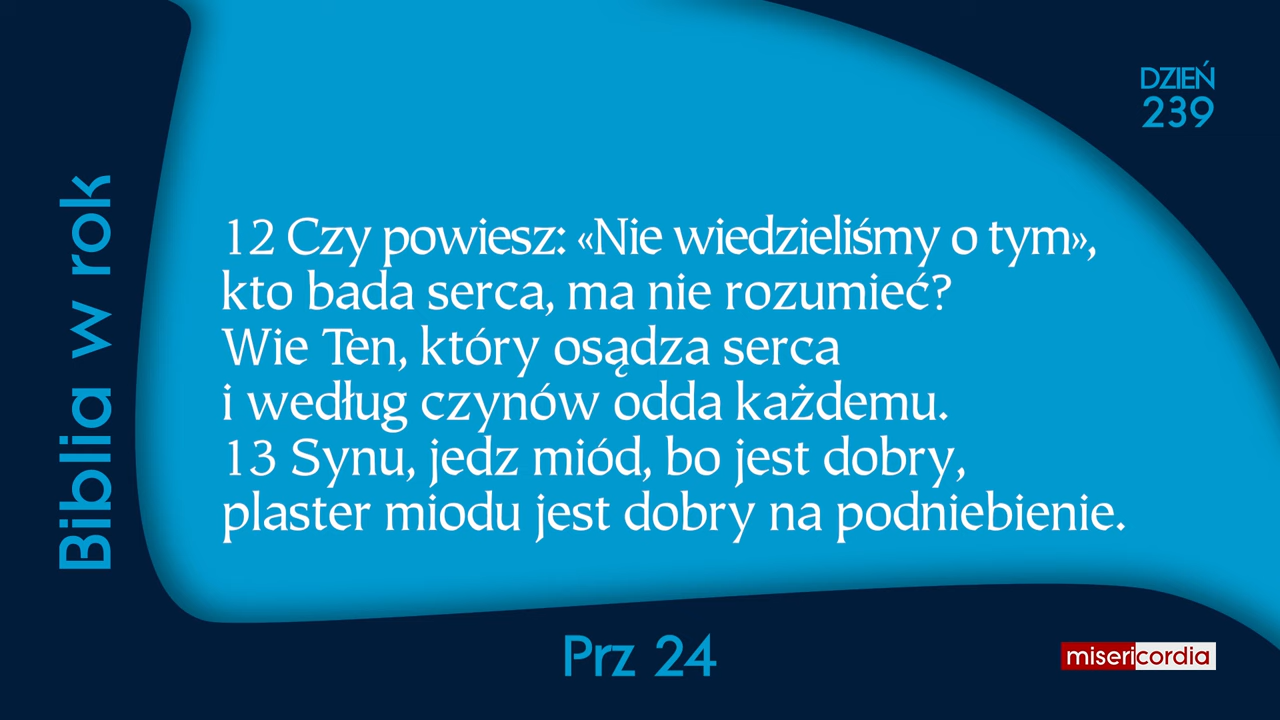 DZIEŃ
239
Biblia w rok
12 Czy powiesz: «Nie wiedzieliśmy o tym»,
kto bada serca, ma nie rozumieć?
Wie Ten, który osądza serca
i według czynów odda każdemu.
13 Synu, jedz miód, bo jest dobry,
plaster miodu jest dobry na podniebienie.
Prz 24
misericordia